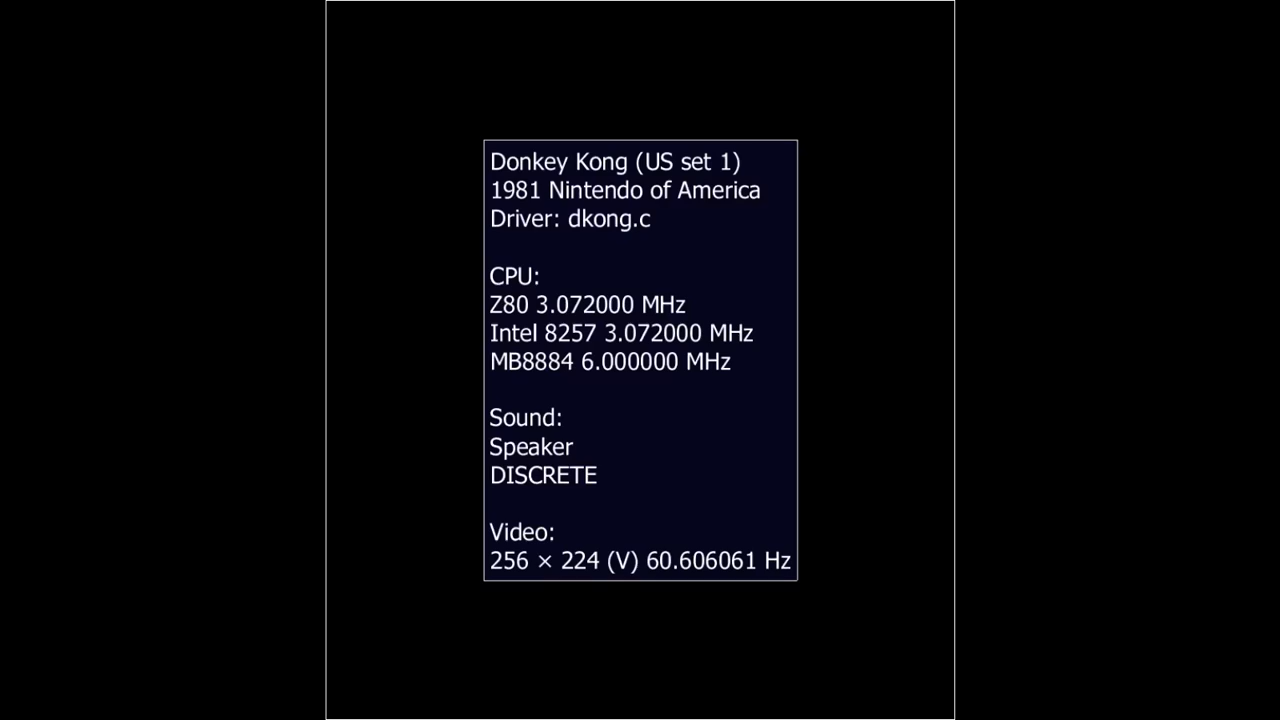 Donkey Kong (US set 1)
1981 Nintendo of America
Driver: dkong.c
CPU:
Z80 3.072000 MHz
Intel 8257 3.072000 MHz
MB8884 6.000000 MHz
Sound:
Speaker
DISCRETE
Video:
256 × 224 (V) 60.606061 Hz